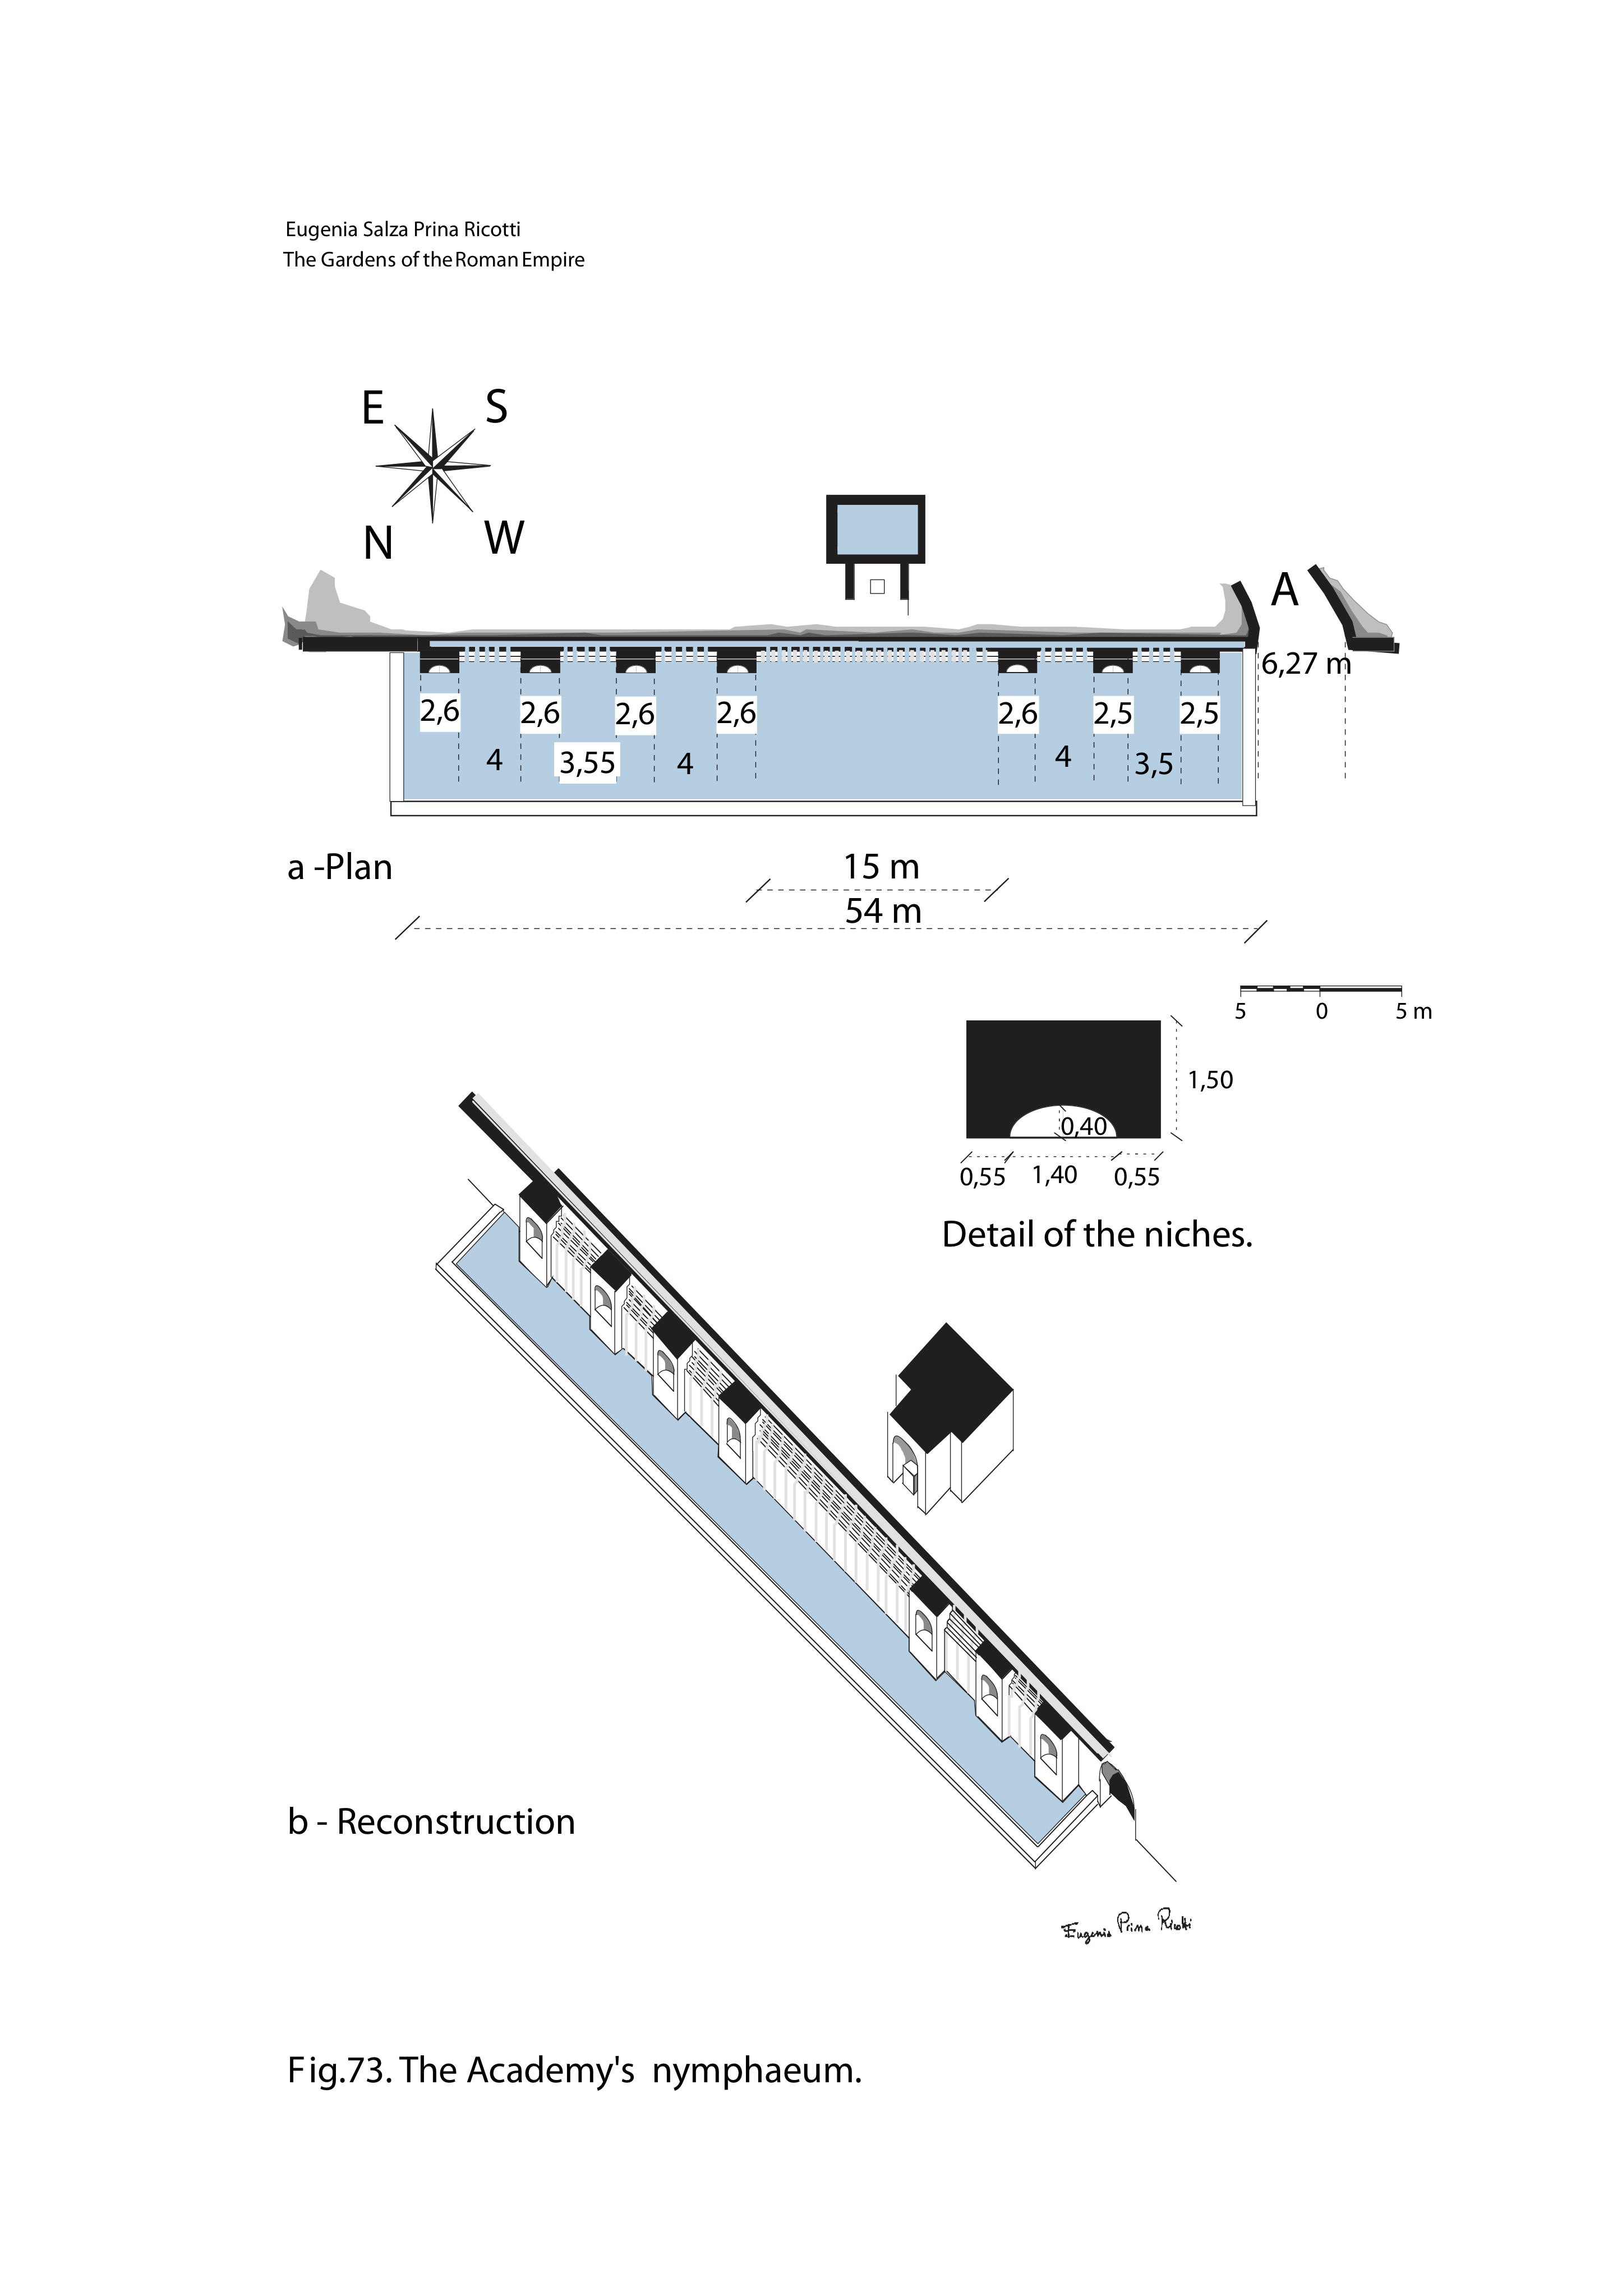 Eugenia Salza Prina Ricotti
The Gardens of the Roman Empire
E S
N W
A
6,27 m
2,6 2,6 2,6 2,6 2,6 2,5 2,5
4 3,55 4 4 3,5
a -Plan
15 m
54 m
5 0 5 m
1,50
0,40
0,55 1,40 0,55
Detail of the niches.
b - Reconstruction
Eugenia Prina Ricotti
Fig.73. The Academy's nymphaeum.